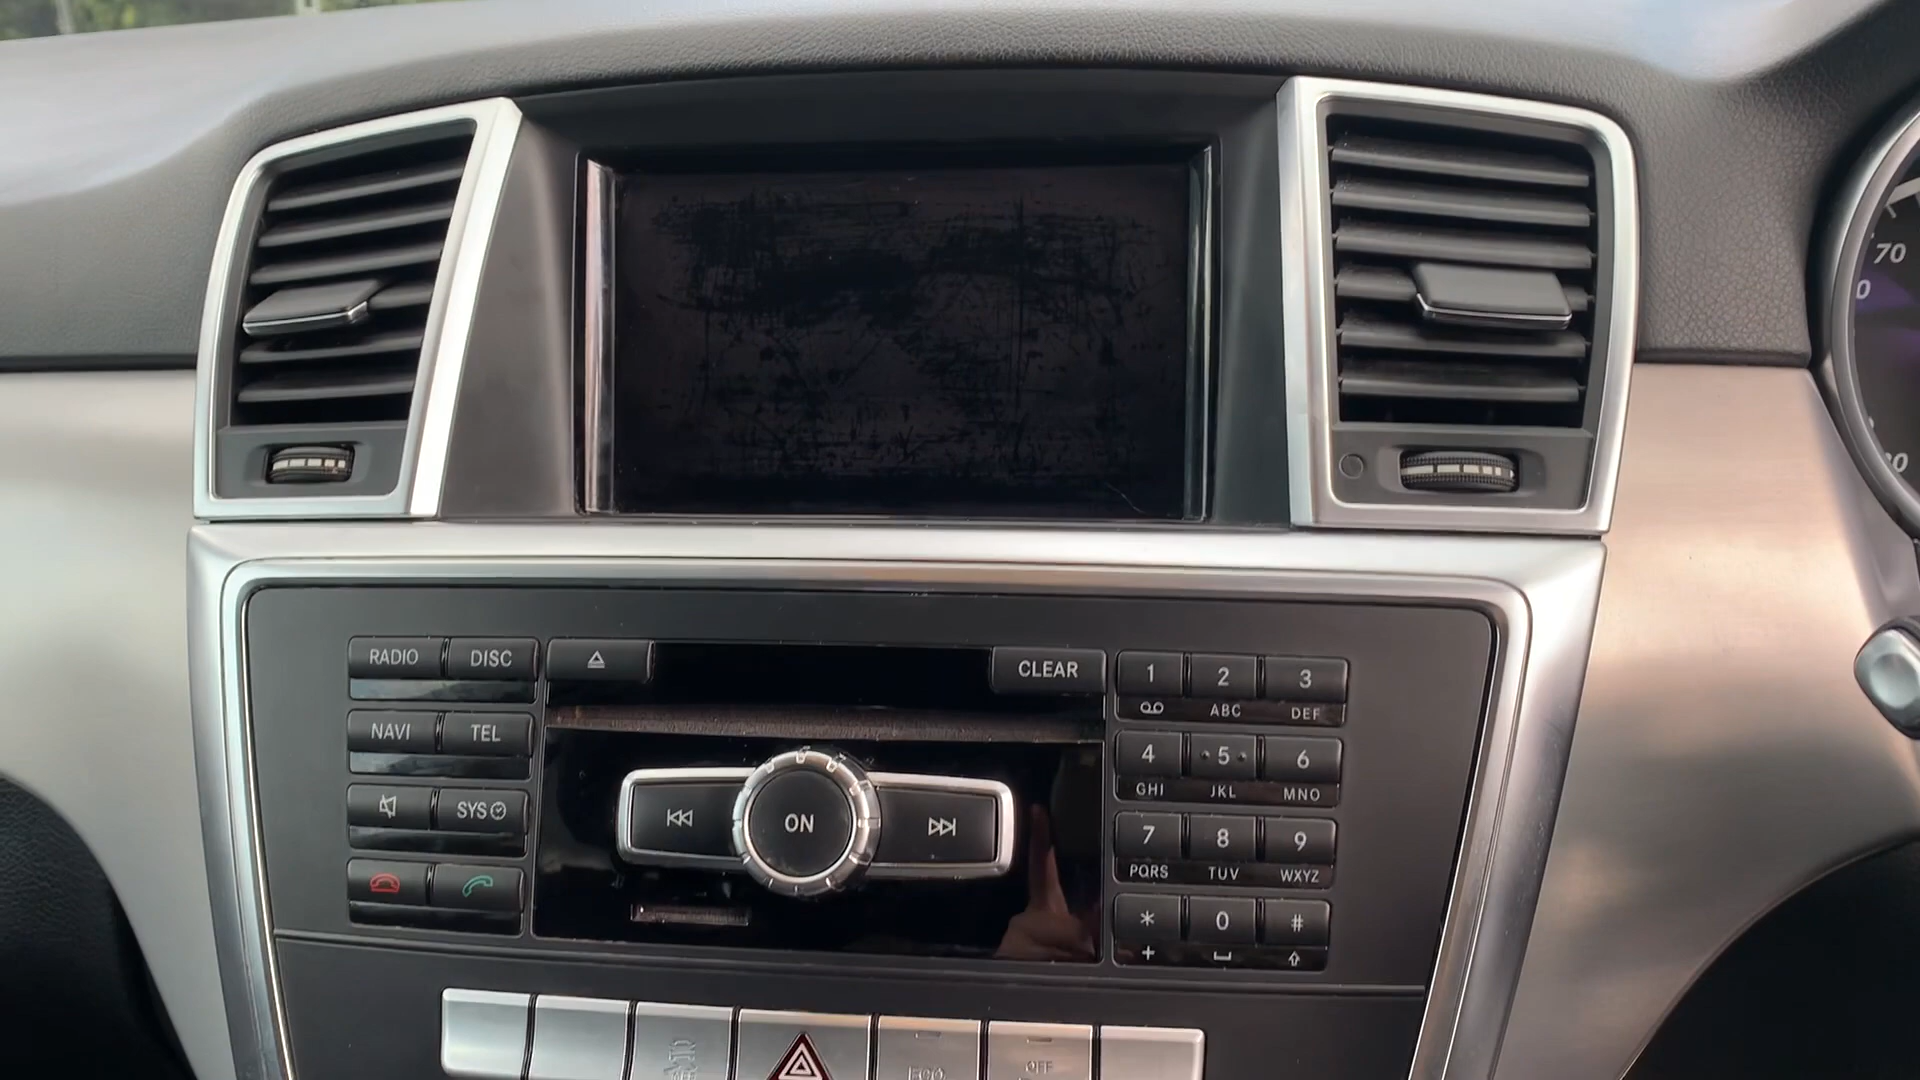 70
RADIO DISC CLEAR 1 2 3
ABC DEF
NAVI TEL 4 5 6
GHI JKL MNO
SYS
ON
7 8 9
PQRS TUV WXYZ
* 0 #
+
ECO OFF